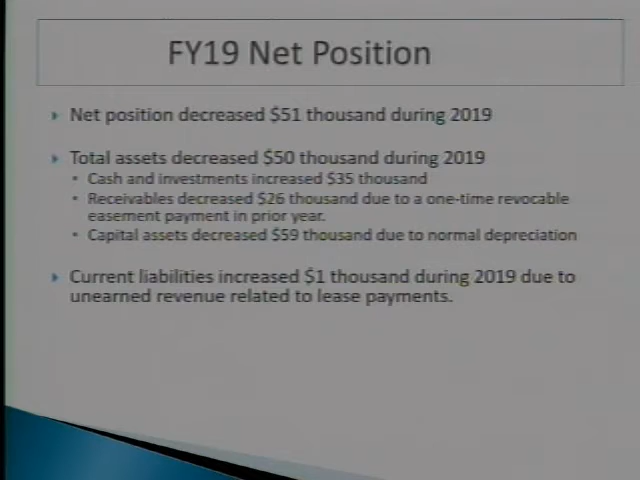 FY19 Net Position
Net position decreased $51 thousand during 2019
Total assets decreased $50 thousand during 2019
Cash and investments increased $35 thousand
Receivables decreased $26 thousand due to a one-time revocable
easement payment in prior year.
Capital assets decreased $59 thousand due to normal depreciation
Current liabilities increased $1 thousand during 2019 due to
unearned revenue related to lease payments.